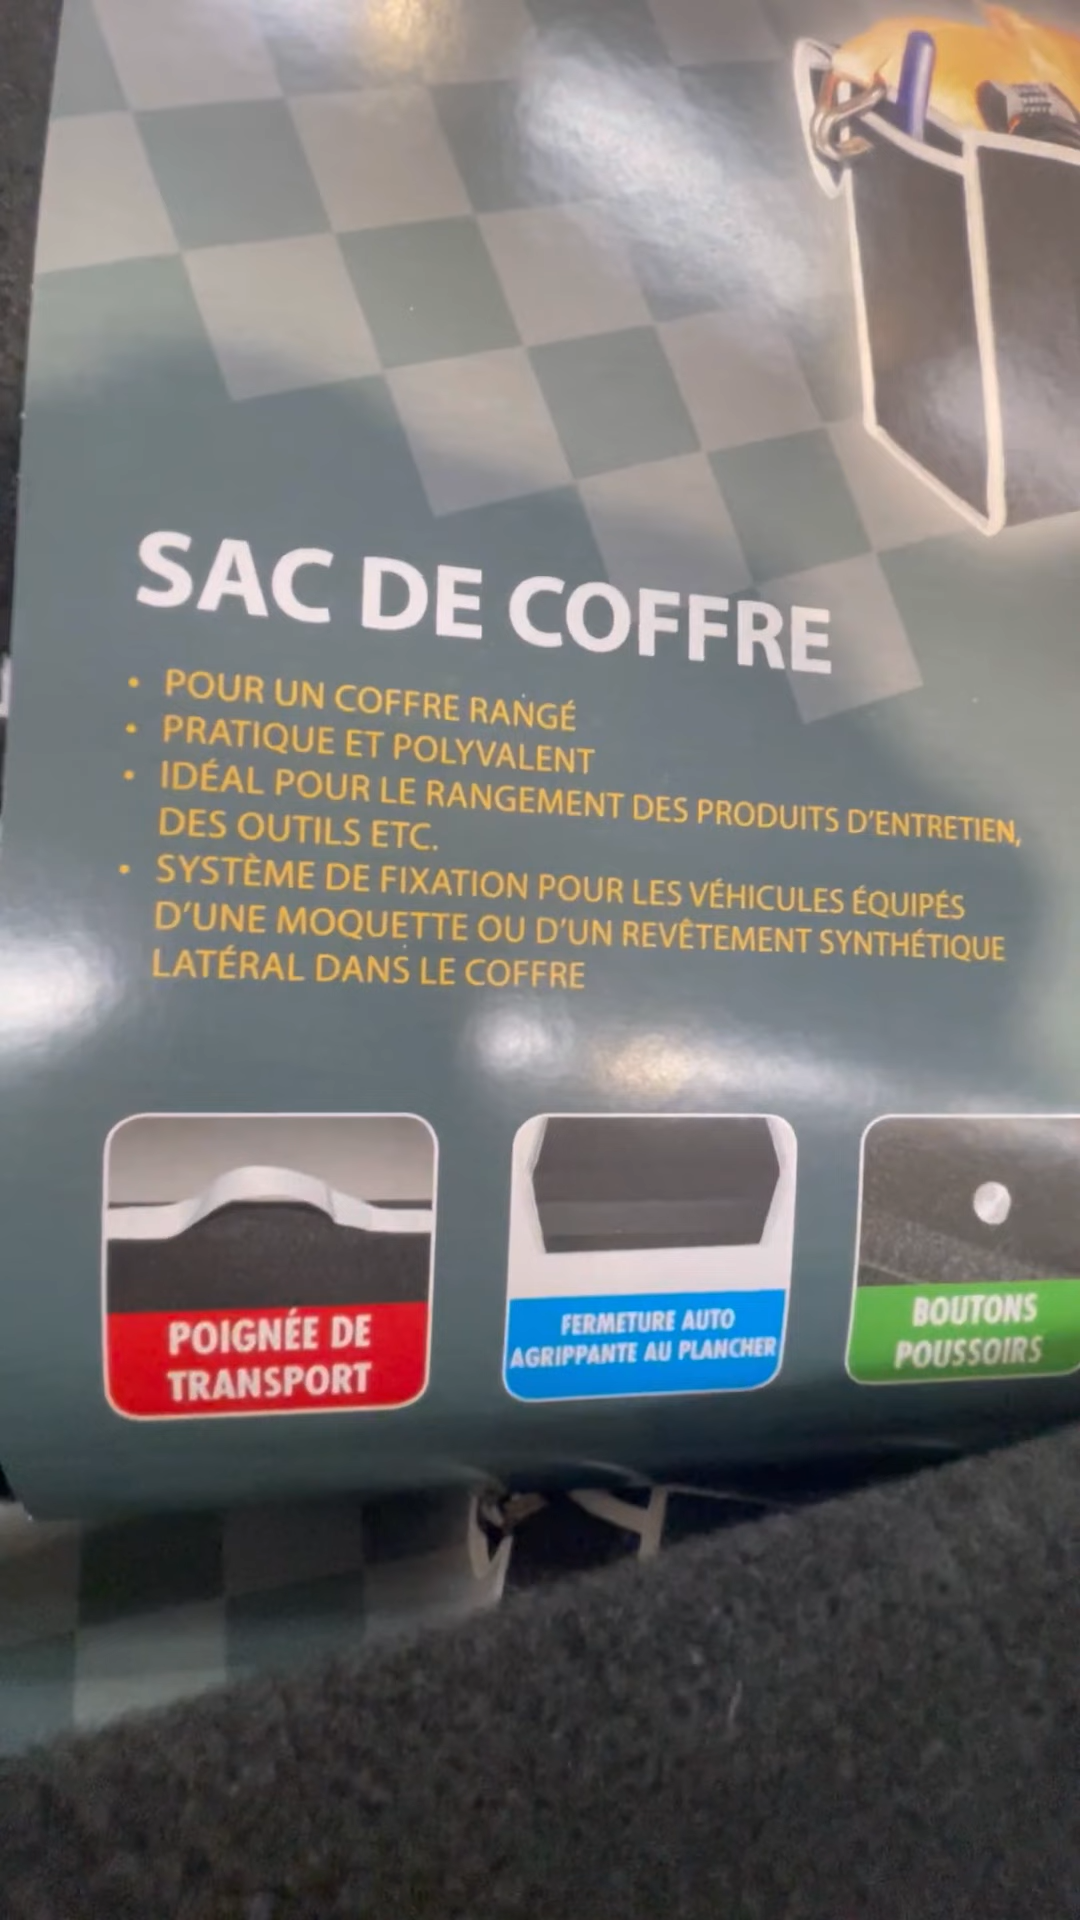 SAC DE COFFRE
• POUR UN COFFRE RANGÉ
• PRATIQUE ET POLYVALENT
• IDÉAL POUR LE RANGEMENT DES PRODUITS D'ENTRETIEN,
DES OUTILS ETC.
• SYSTÈME DE FIXATION POUR LES VÉHICULES ÉQUIPÉS
D'UNE MOQUETTE OU D'UN REVÊTEMENT SYNTHÉTIQUE
LATÉRAL DANS LE COFFRE
POIGNÉE DE
TRANSPORT
FERMETURE AUTO
AGRIPPANTE AU PLANCHER
BOUTONS
POUSSOIRS